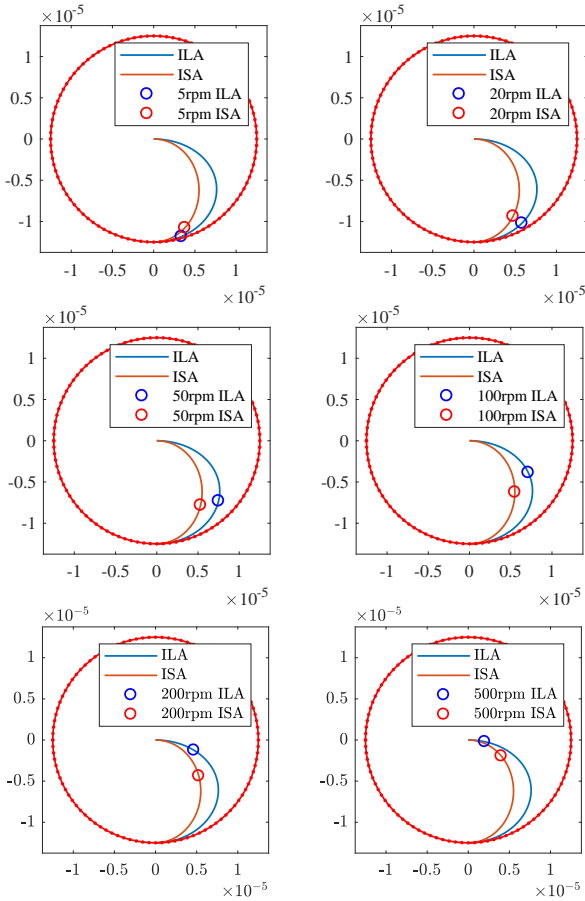 ×10⁻⁵
1
0.5
0
-0.5
-1
ILA
ISA
5rpm ILA
5rpm ISA
-1 -0.5 0 0.5 1
×10⁻⁵
×10⁻⁵
1
0.5
0
-0.5
-1
ILA
ISA
20rpm ILA
20rpm ISA
-1 -0.5 0 0.5 1
×10⁻⁵
×10⁻⁵
1
0.5
0
-0.5
-1
ILA
ISA
50rpm ILA
50rpm ISA
-1 -0.5 0 0.5 1
×10⁻⁵
×10⁻⁵
1
0.5
0
-0.5
-1
ILA
ISA
100rpm ILA
100rpm ISA
-1 -0.5 0 0.5 1
×10⁻⁵
×10⁻⁵
1
0.5
0
-0.5
-1
ILA
ISA
200rpm ILA
200rpm ISA
-1 -0.5 0 0.5 1
×10⁻⁵
×10⁻⁵
1
0.5
0
-0.5
-1
ILA
ISA
500rpm ILA
500rpm ISA
-1 -0.5 0 0.5 1
×10⁻⁵